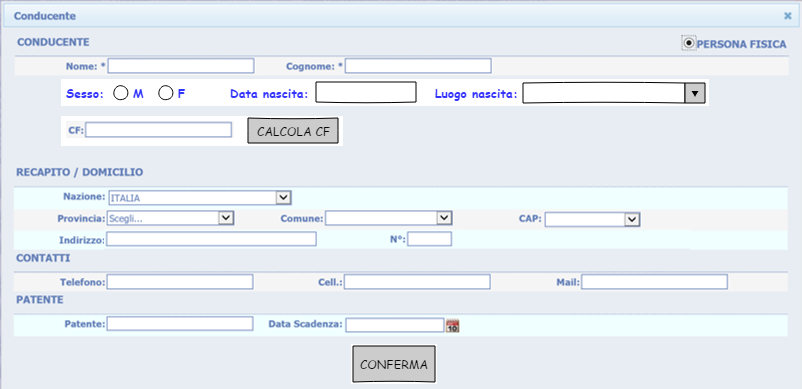 Conducente
CONDUCENTE PERSONA FISICA
Nome: * Cognome: *
Sesso: M F Data nascita: Luogo nascita:
CF: CALCOLA CF
RECAPITO / DOMICILIO
Nazione: ITALIA
Provincia: Scegli... Comune: CAP:
Indirizzo: N°:
CONTATTI
Telefono: Cell.: Mail:
PATENTE
Patente: Data Scadenza: 10
CONFERMA